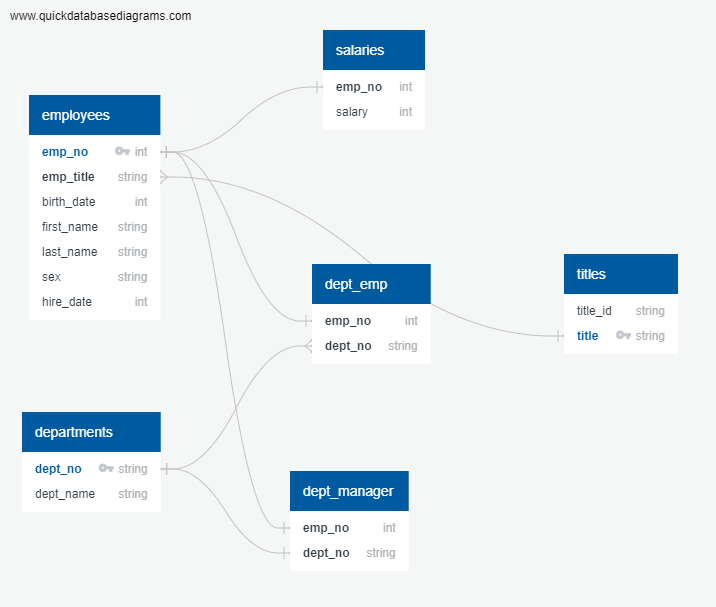 www.quickdatabasediagrams.com
salaries
emp_no int
salary int
employees
emp_no int
emp_title string
birth_date int
first_name string
last_name string
sex string
hire_date int
dept_emp
emp_no int
dept_no string
titles
title_id string
title string
departments
dept_no string
dept_name string
dept_manager
emp_no int
dept_no string